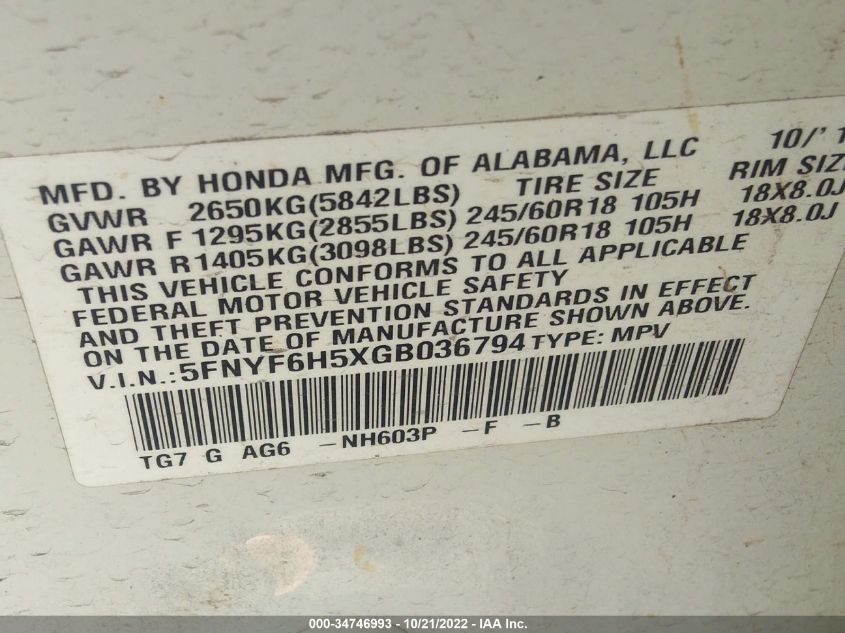 MFD. BY HONDA MFG. OF ALABAMA, LLC 10/'1
GVWR 2650KG(5842LBS) TIRE SIZE RIM SIZ
GAWR F 1295KG(2855LBS) 245/60R18 105H 18X8.0J
GAWR R 1405KG(3098LBS) 245/60R18 105H 18X8.0J
THIS VEHICLE CONFORMS TO ALL APPLICABLE
FEDERAL MOTOR VEHICLE SAFETY
AND THEFT PREVENTION STANDARDS IN EFFECT
ON THE DATE OF MANUFACTURE SHOWN ABOVE.
V.I.N.:5FNYF6H5XGB036794 TYPE: MPV
TG7 G AG6 -NH603P -F -B
000-34746993 - 10/21/2022 - IAA Inc.